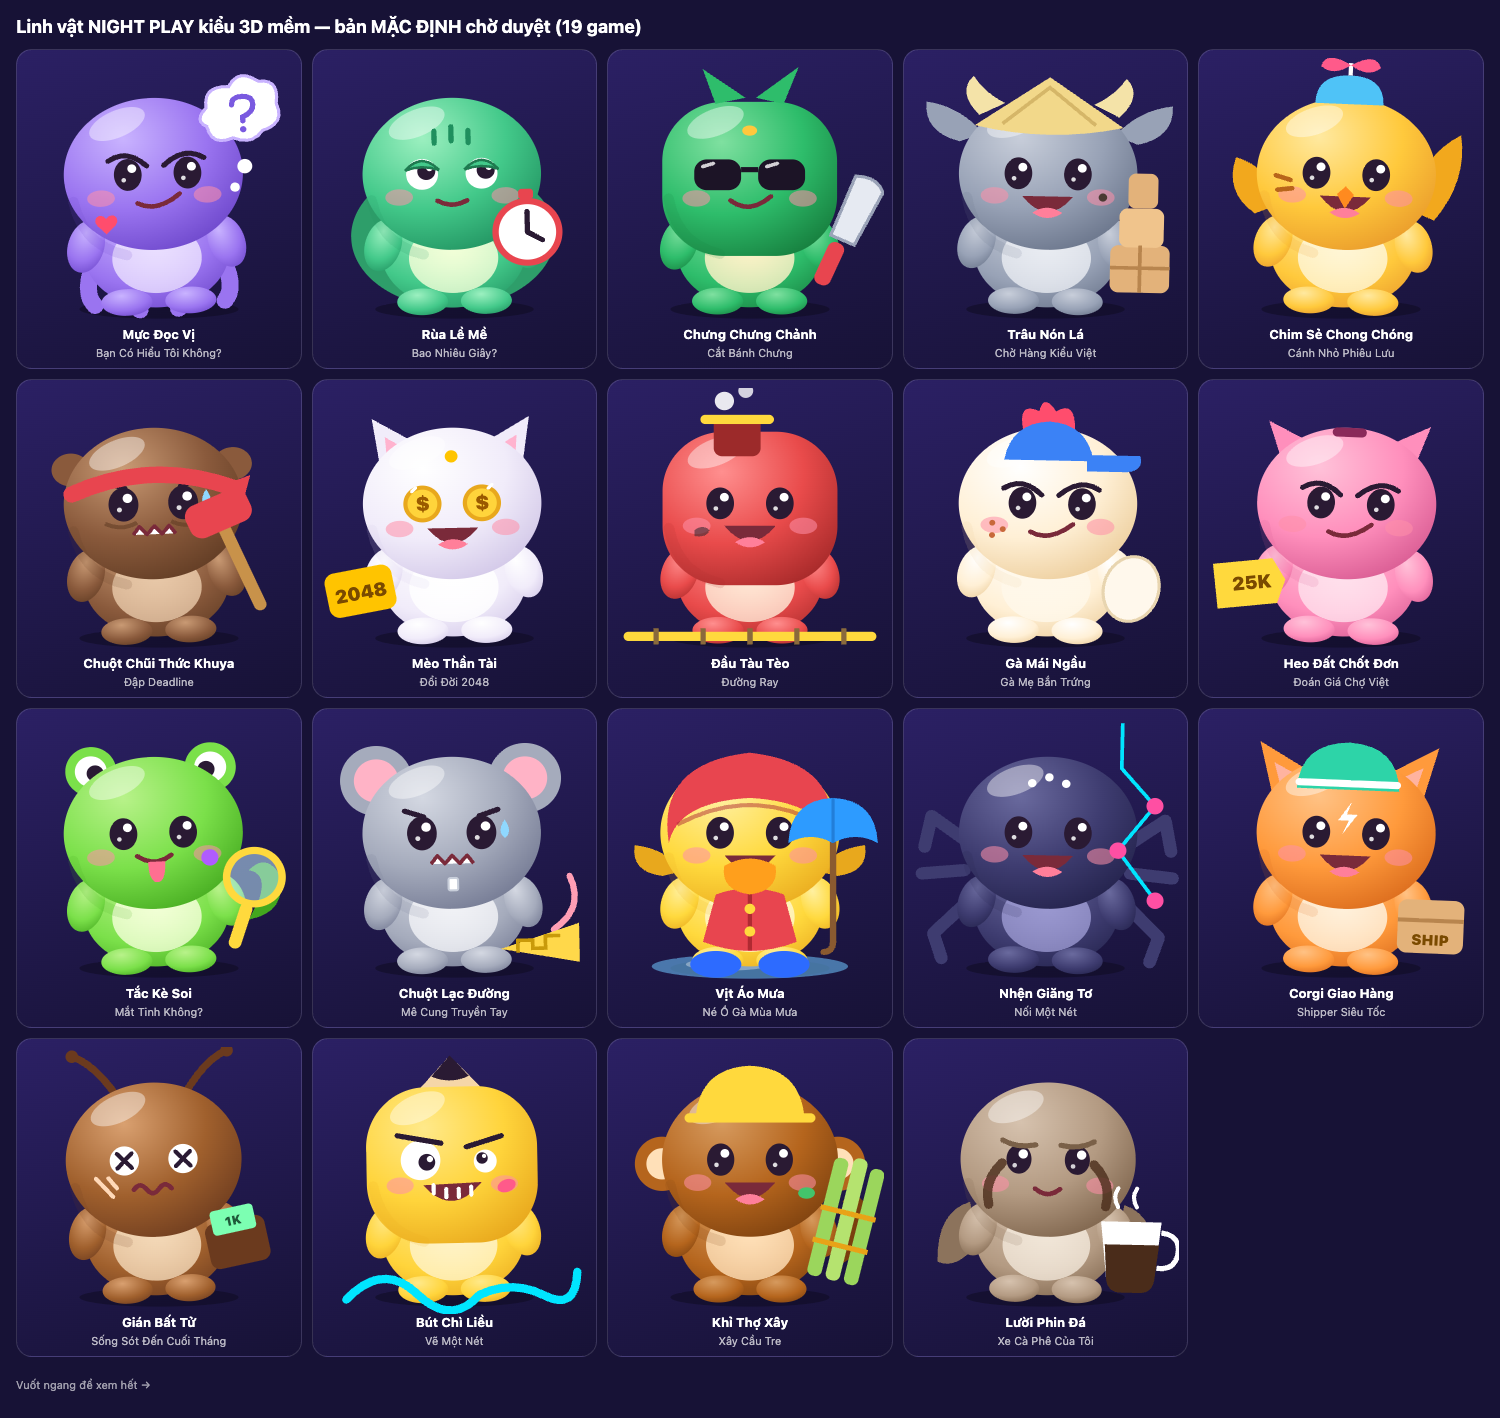 Linh vật NIGHT PLAY kiểu 3D mềm — bản MẶC ĐỊNH chờ duyệt (19 game)
?
Mực Đọc Vị
Bạn Có Hiểu Tôi Không?
Rùa Lề Mề
Bao Nhiêu Giây?
Chưng Chưng Chảnh
Cắt Bánh Chưng
Trâu Nón Lá
Chở Hàng Kiểu Việt
Chim Sẻ Chong Chóng
Cánh Nhỏ Phiêu Lưu
Chuột Chũi Thức Khuya
Đập Deadline
$ $
2048
Mèo Thần Tài
Đổi Đời 2048
Đầu Tàu Tèo
Đường Ray
Gà Mái Ngầu
Gà Mẹ Bắn Trứng
25K
Heo Đất Chốt Đơn
Đoán Giá Chợ Việt
Tắc Kè Soi
Mắt Tinh Không?
Chuột Lạc Đường
Mê Cung Truyền Tay
Vịt Áo Mưa
Né Ổ Gà Mùa Mưa
Nhện Giăng Tơ
Nối Một Nét
SHIP
Corgi Giao Hàng
Shipper Siêu Tốc
1K
Gián Bất Tử
Sống Sót Đến Cuối Tháng
Bút Chì Liều
Vẽ Một Nét
Khỉ Thợ Xây
Xây Cầu Tre
Lười Phin Đá
Xe Cà Phê Của Tôi
Vuốt ngang để xem hết →